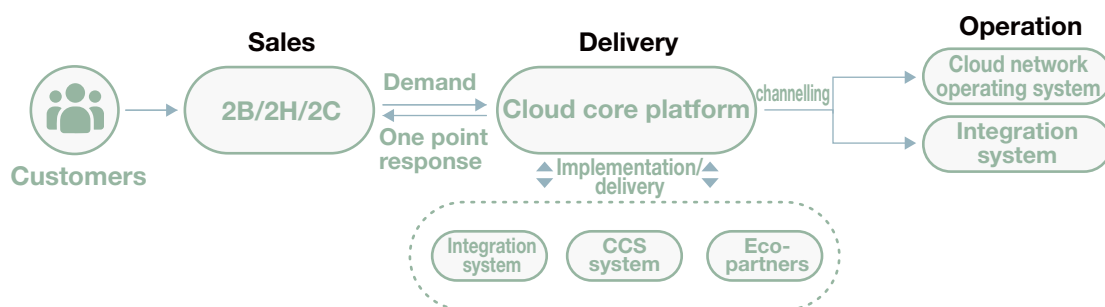 Sales
Delivery
Operation
Customers
2B/2H/2C
Demand
One point
response
Cloud core platform
channelling
Cloud network
operating system
Integration
system
Implementation/
delivery
Integration
system
CCS
system
Eco-
partners